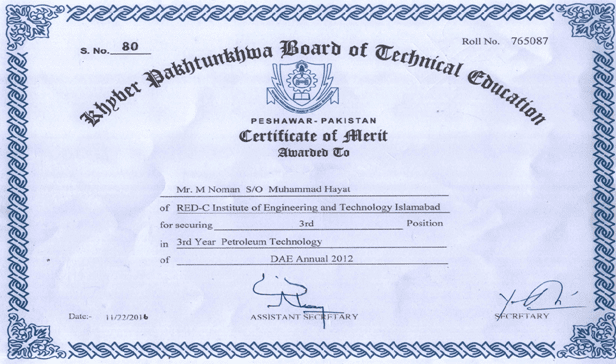 S. No. 80
Roll No. 765087
Khyber Pakhtunkhwa Board of Technical Education
PESHAWAR - PAKISTAN
Certificate of Merit
Awarded To
Mr. M Noman S/O Muhammad Hayat
of RED-C Institute of Engineering and Technology Islamabad
for securing 3rd Position
in 3rd Year Petroleum Technology
of DAE Annual 2012
Date:- 11/22/2016
ASSISTANT SECRETARY
SECRETARY